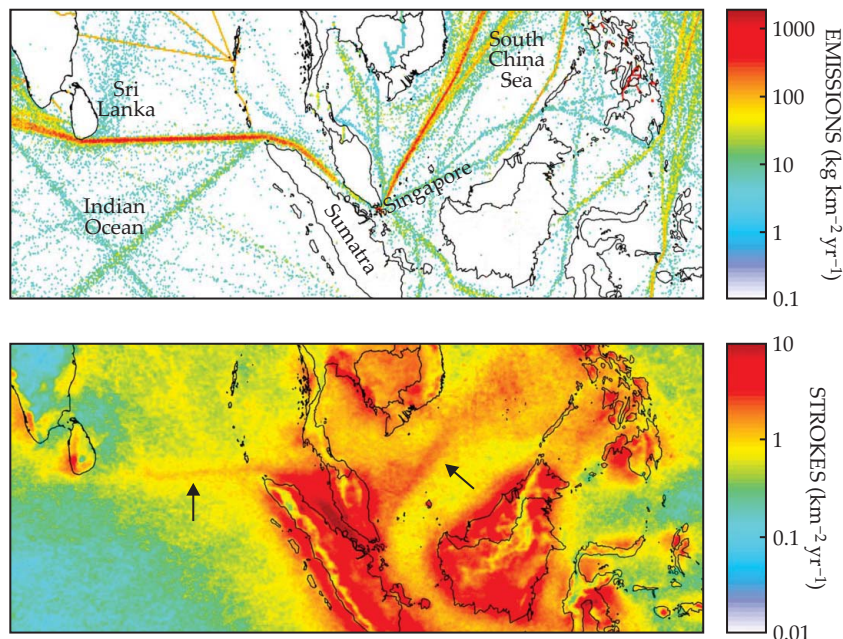 Sri
Lanka
Indian
Ocean
Sumatra
Singapore
South
China
Sea
1000
100
10
1
0.1
EMISSIONS (kg km⁻² yr⁻¹)
10
1
0.1
0.01
STROKES (km⁻² yr⁻¹)